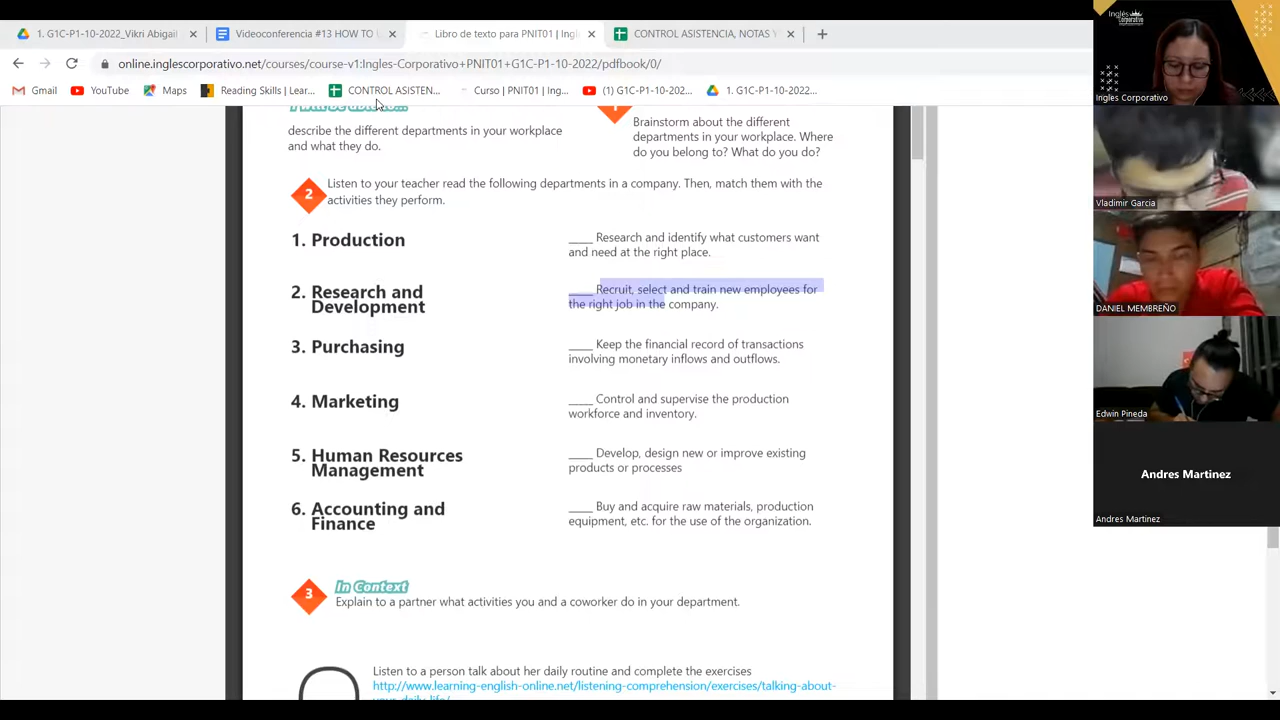 1. G1C-P1-10-2022_Vikri Abigail
Videoconferencia #13 HOW TO
Libro de texto para PNIT01 | Ingl
CONTROL ASISTENCIA, NOTAS Y
online.inglescorporativo.net/courses/course-v1:Ingles-Corporativo+PNIT01+G1C-P1-10-2022/pdfbook/0/
Gmail
YouTube
Maps
Reading Skills | Lear...
CONTROL ASISTEN...
Curso | PNIT01 | Ing...
(1) G1C-P1-10-202...
1. G1C-P1-10-2022...
describe the different departments in your workplace
and what they do.
Brainstorm about the different
departments in your workplace. Where
do you belong to? What do you do?
2
Listen to your teacher read the following departments in a company. Then, match them with the
activities they perform.
1. Production
____ Research and identify what customers want
and need at the right place.
2. Research and
Development
____ Recruit, select and train new employees for
the right job in the company.
3. Purchasing
____ Keep the financial record of transactions
involving monetary inflows and outflows.
4. Marketing
____ Control and supervise the production
workforce and inventory.
5. Human Resources
Management
____ Develop, design new or improve existing
products or processes
6. Accounting and
Finance
____ Buy and acquire raw materials, production
equipment, etc. for the use of the organization.
3
In Context
Explain to a partner what activities you and a coworker do in your department.
Listen to a person talk about her daily routine and complete the exercises
http://www.learning-english-online.net/listening-comprehension/exercises/talking-about-
Inglés
Corporativo
Ingles Corporativo
Vladimir Garcia
DANIEL MEMBREÑO
Edwin Pineda
Andres Martinez
Andres Martinez